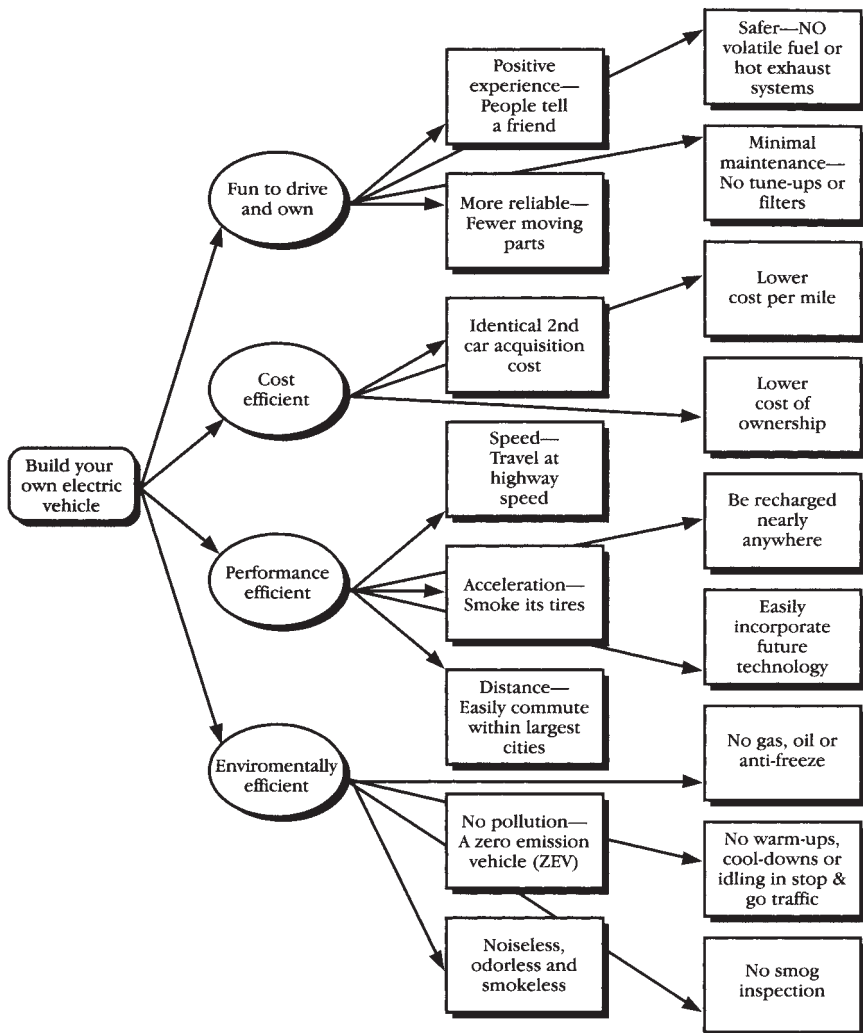 Build your
own electric
vehicle
Fun to drive
and own
Positive
experience—
People tell
a friend
More reliable—
Fewer moving
parts
Safer—NO
volatile fuel or
hot exhaust
systems
Minimal
maintenance—
No tune-ups or
filters
Cost
efficient
Identical 2nd
car acquisition
cost
Lower
cost per mile
Lower
cost of
ownership
Performance
efficient
Speed—
Travel at
highway
speed
Acceleration—
Smoke its tires
Distance—
Easily commute
within largest
cities
Be recharged
nearly
anywhere
Easily
incorporate
future
technology
Enviromentally
efficient
No pollution—
A zero emission
vehicle (ZEV)
Noiseless,
odorless and
smokeless
No gas, oil or
anti-freeze
No warm-ups,
cool-downs or
idling in stop &
go traffic
No smog
inspection